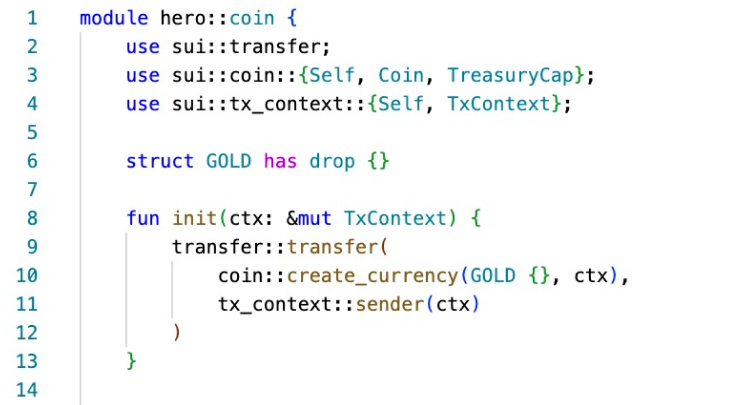 1 module hero::coin {
2 use sui::transfer;
3 use sui::coin::{Self, Coin, TreasuryCap};
4 use sui::tx_context::{Self, TxContext};
5
6 struct GOLD has drop {}
7
8 fun init(ctx: &mut TxContext) {
9 transfer::transfer(
10 coin::create_currency(GOLD {}, ctx),
11 tx_context::sender(ctx)
12 )
13 }
14